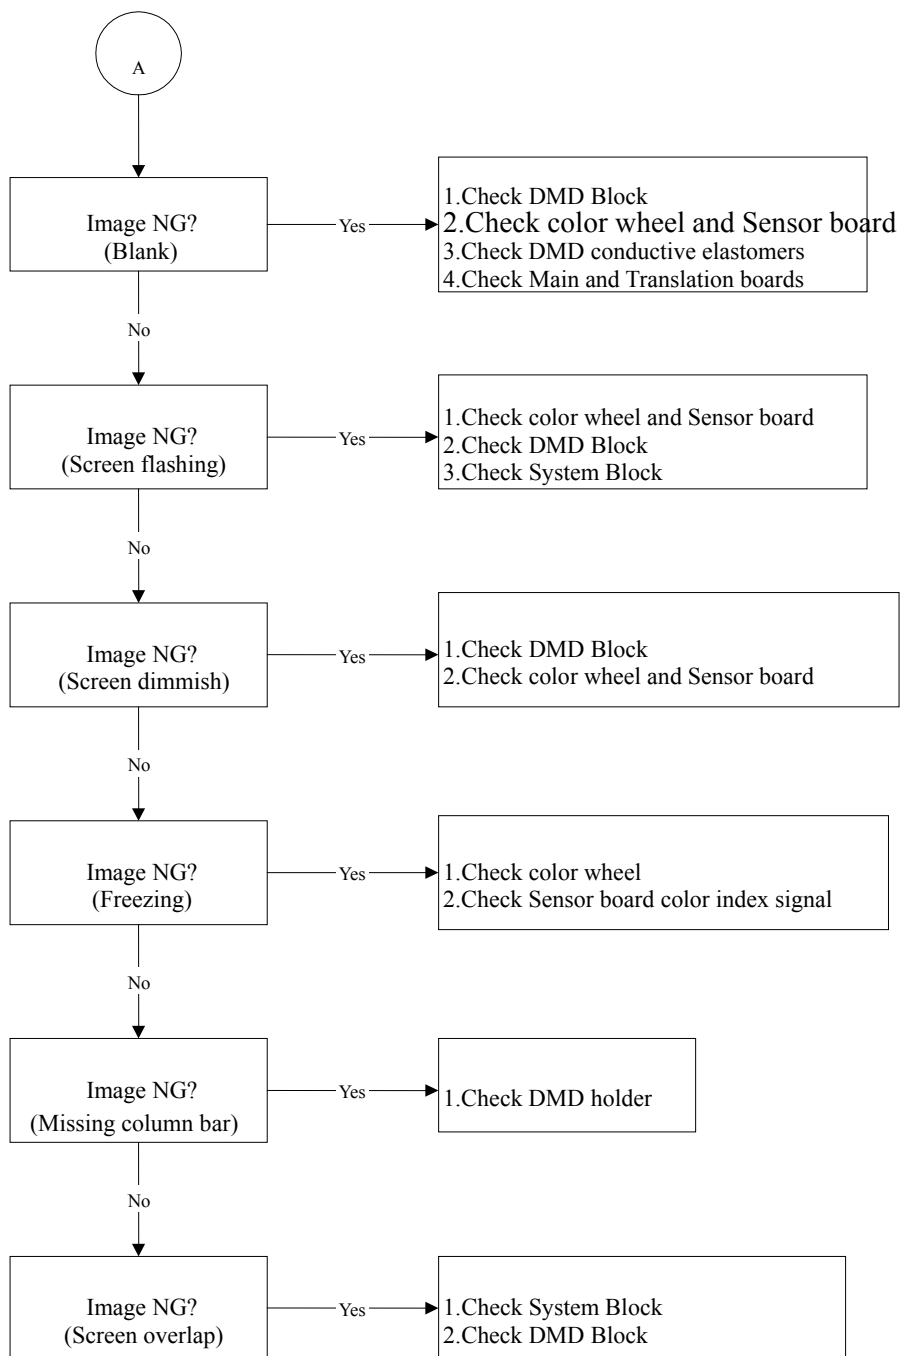 A
Image NG?
(Blank)
Yes
1.Check DMD Block
2.Check color wheel and Sensor board
3.Check DMD conductive elastomers
4.Check Main and Translation boards
No
Image NG?
(Screen flashing)
Yes
1.Check color wheel and Sensor board
2.Check DMD Block
3.Check System Block
No
Image NG?
(Screen dimmish)
Yes
1.Check DMD Block
2.Check color wheel and Sensor board
No
Image NG?
(Freezing)
Yes
1.Check color wheel
2.Check Sensor board color index signal
No
Image NG?
(Missing column bar)
Yes
1.Check DMD holder
No
Image NG?
(Screen overlap)
Yes
1.Check System Block
2.Check DMD Block